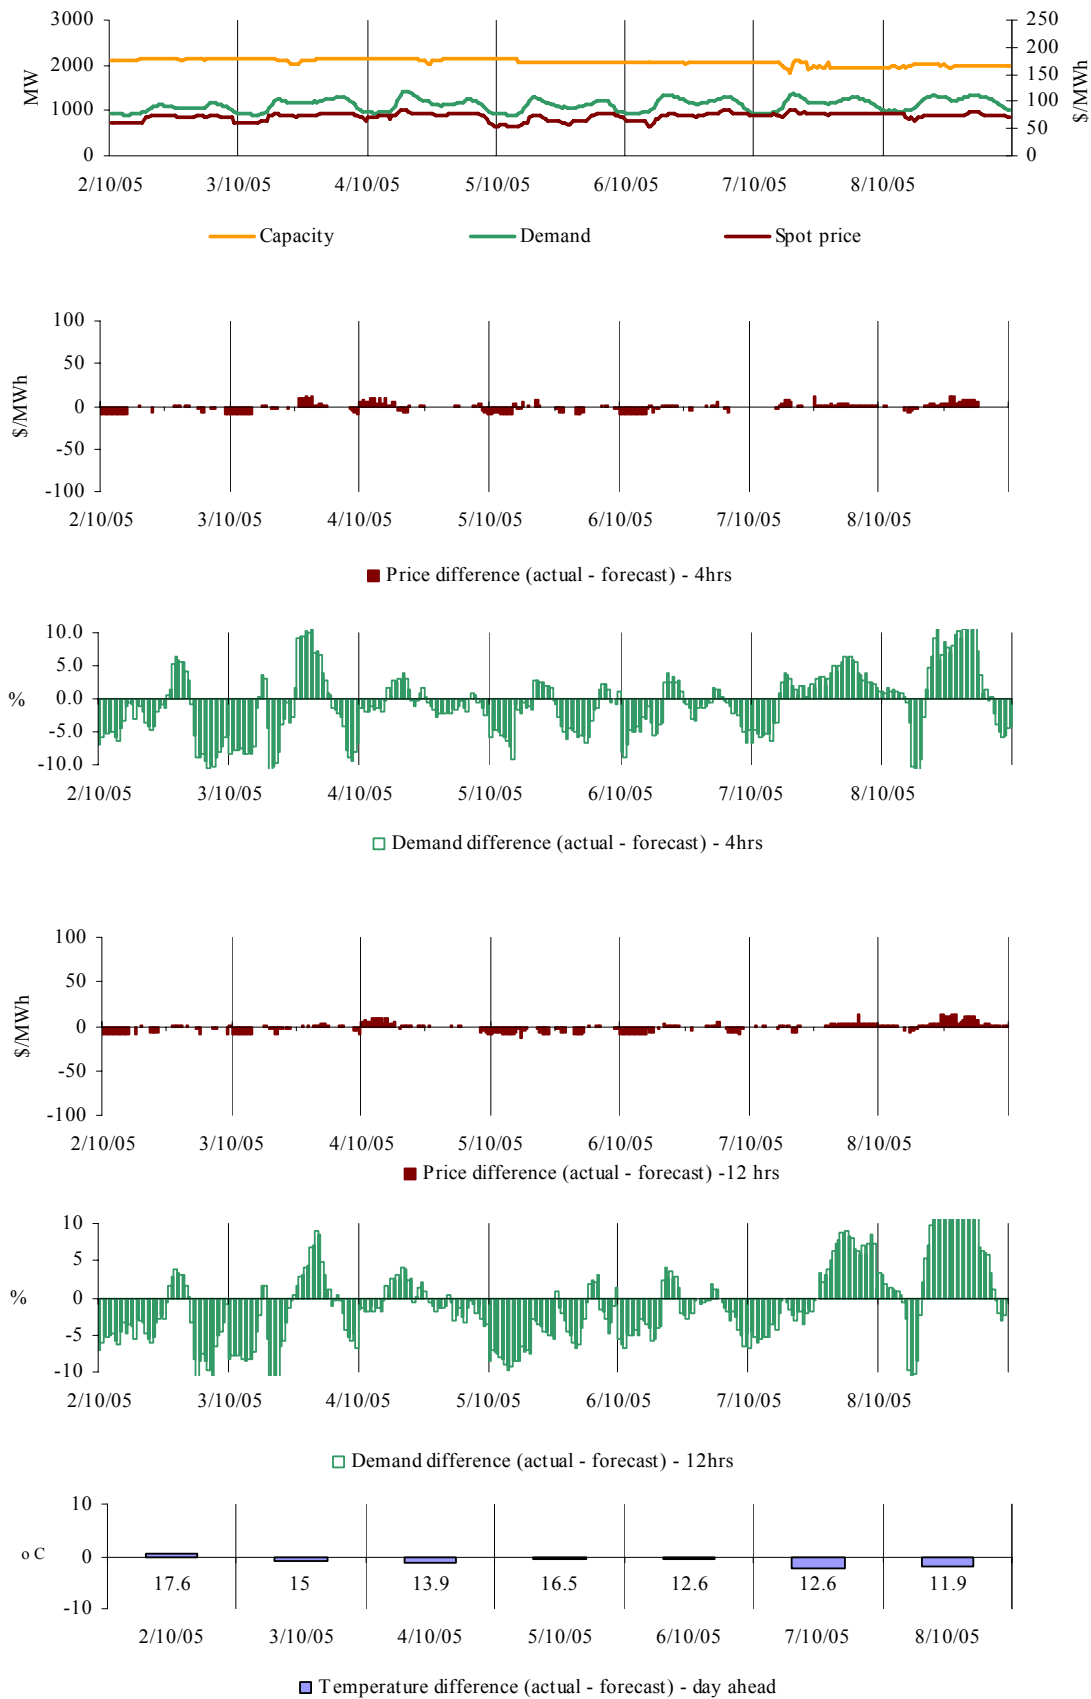 3000 250
2000 200
150
1000 100
50
0 0
MW
$/MWh
2/10/05 3/10/05 4/10/05 5/10/05 6/10/05 7/10/05 8/10/05
Capacity Demand Spot price
100
50
0
-50
-100
$/MWh
2/10/05 3/10/05 4/10/05 5/10/05 6/10/05 7/10/05 8/10/05
Price difference (actual - forecast) - 4hrs
10.0
5.0
0.0
-5.0
-10.0
%
2/10/05 3/10/05 4/10/05 5/10/05 6/10/05 7/10/05 8/10/05
Demand difference (actual - forecast) - 4hrs
100
50
0
-50
-100
$/MWh
2/10/05 3/10/05 4/10/05 5/10/05 6/10/05 7/10/05 8/10/05
Price difference (actual - forecast) -12 hrs
10
5
0
-5
-10
%
2/10/05 3/10/05 4/10/05 5/10/05 6/10/05 7/10/05 8/10/05
Demand difference (actual - forecast) - 12hrs
10
0
-10
o C
17.6 15 13.9 16.5 12.6 12.6 11.9
2/10/05 3/10/05 4/10/05 5/10/05 6/10/05 7/10/05 8/10/05
Temperature difference (actual - forecast) - day ahead